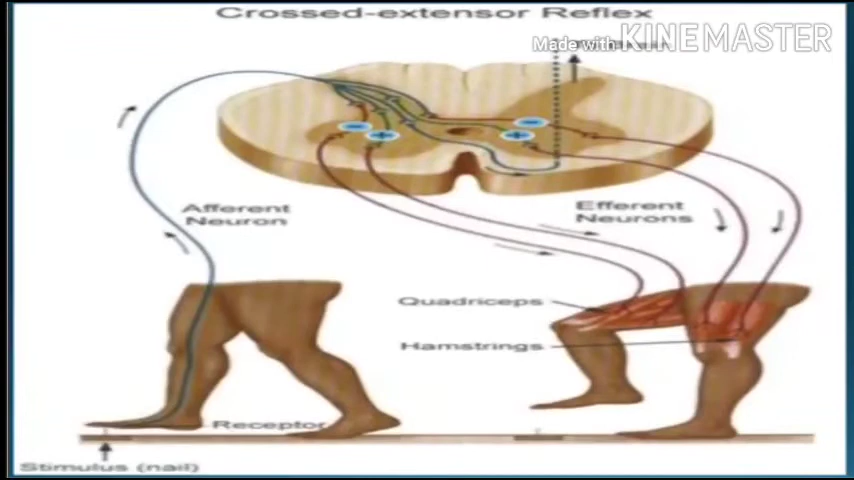 Crossed-extensor Reflex
Made with KINEMASTER
Afferent
Neuron
Efferent
Neurons
Quadriceps
Hamstrings
Receptor
Stimulus (nail)